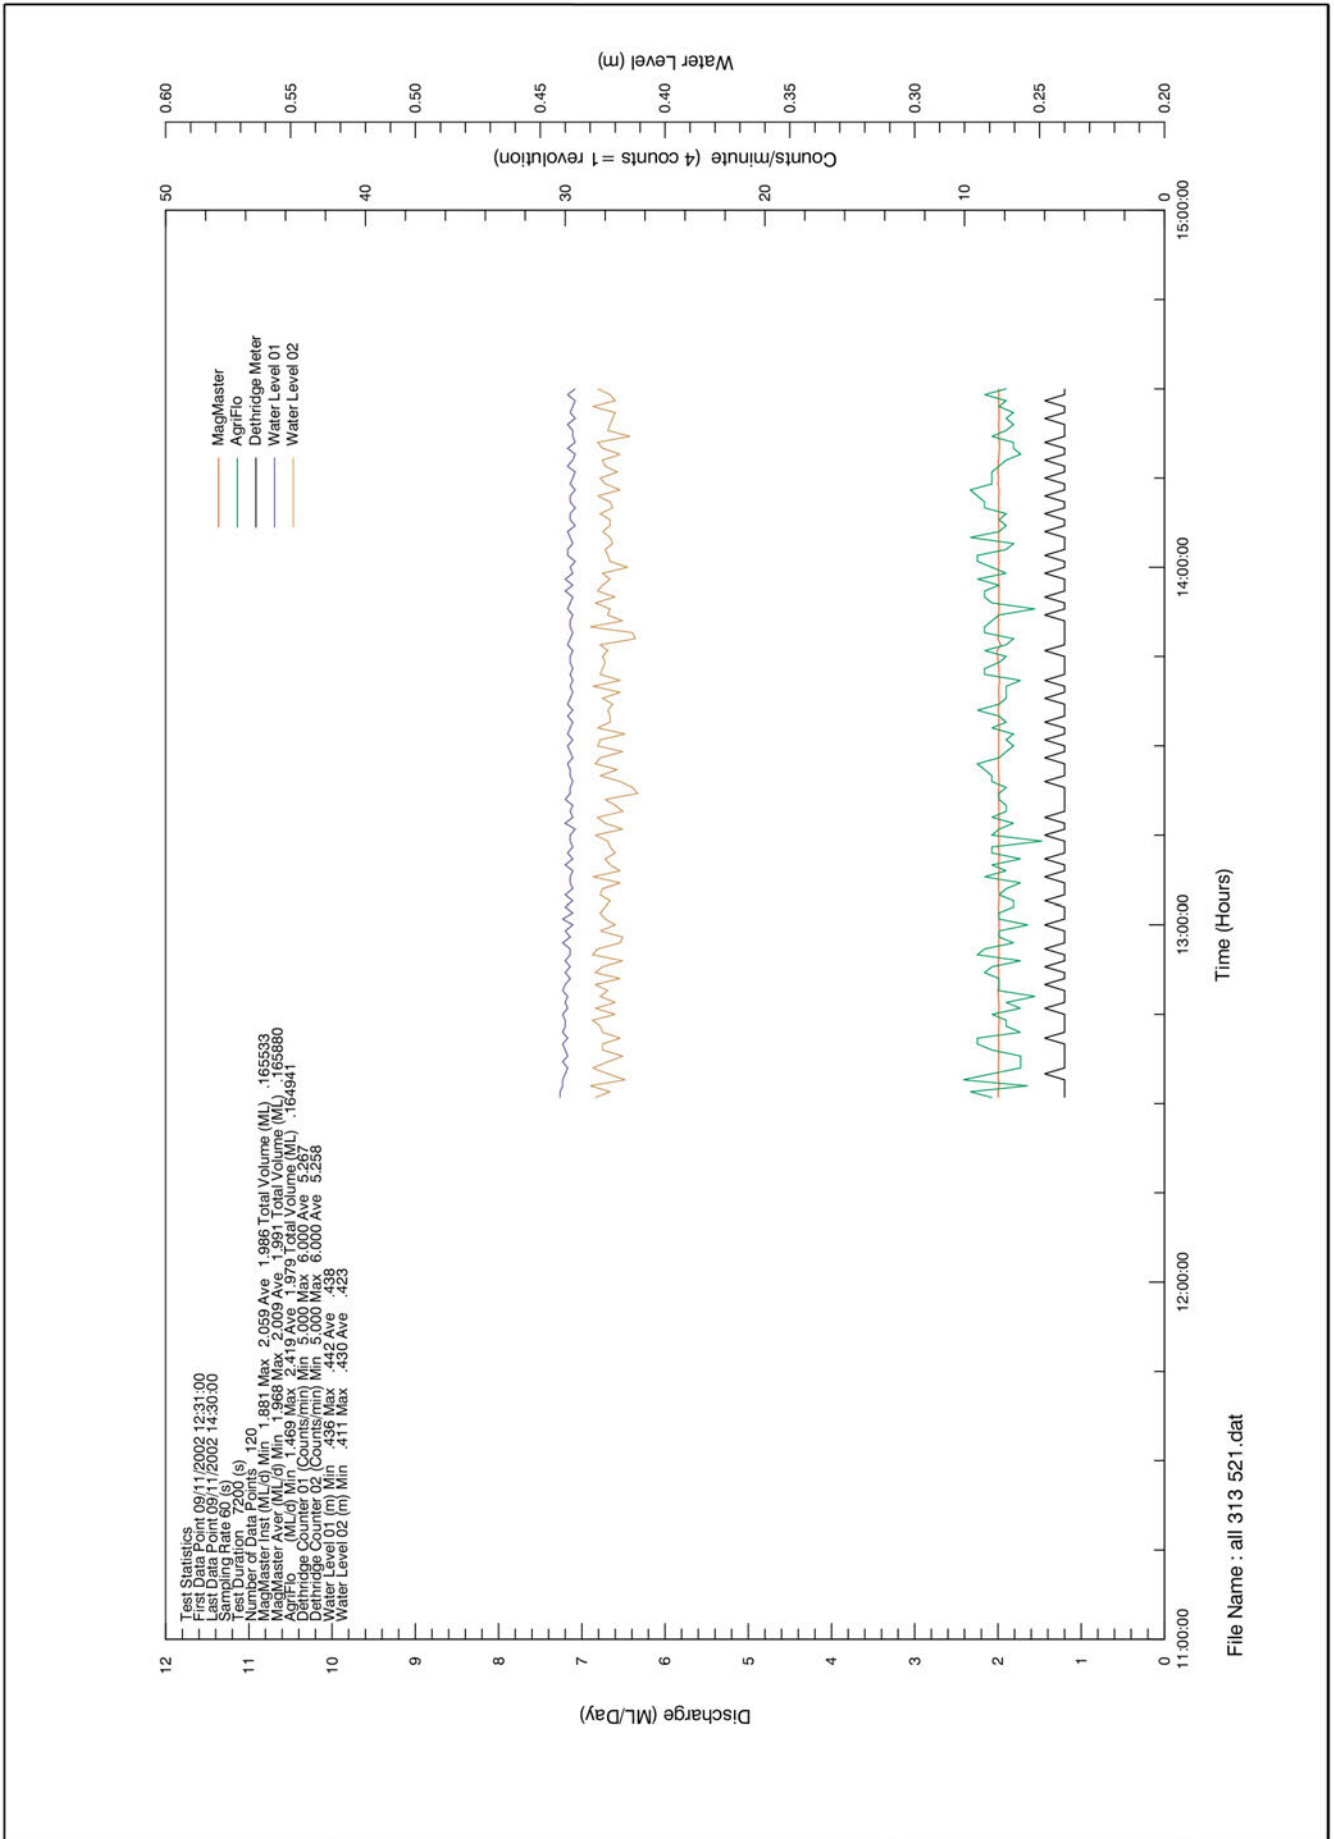 Test Statistics
First Data Point 09/11/2002 12:31:00
Last Data Point 09/11/2002 14:30:00
Sampling Rate 60 (s)
Test Duration 7200 (s)
Number of Data Points 120
MagMaster Inst (ML/d) Min 1.881 Max 2.059 Ave 1.986 Total Volume (ML) .165533
MagMaster Aver (ML/d) Min 1.968 Max 2.009 Ave 1.991 Total Volume (ML) .165880
AgriFlo (ML/d) Min 1.469 Max 2.419 Ave 1.979 Total Volume (ML) .164941
Dethridge Counter 01 (Counts/min) Min 5.000 Max 6.000 Ave 5.267
Dethridge Counter 02 (Counts/min) Min 5.000 Max 6.000 Ave 5.258
Water Level 01 (m) Min .436 Max .442 Ave .438
Water Level 02 (m) Min .411 Max .430 Ave .423
MagMaster
AgriFlo
Dethridge Meter
Water Level 01
Water Level 02
Discharge (ML/Day)
12
11
10
9
8
7
6
5
4
3
2
1
0
Counts/minute (4 counts = 1 revolution)
50
40
30
20
10
0
Water Level (m)
0.60
0.55
0.50
0.45
0.40
0.35
0.30
0.25
0.20
11:00:00
12:00:00
13:00:00
14:00:00
15:00:00
Time (Hours)
File Name : all 313 521.dat